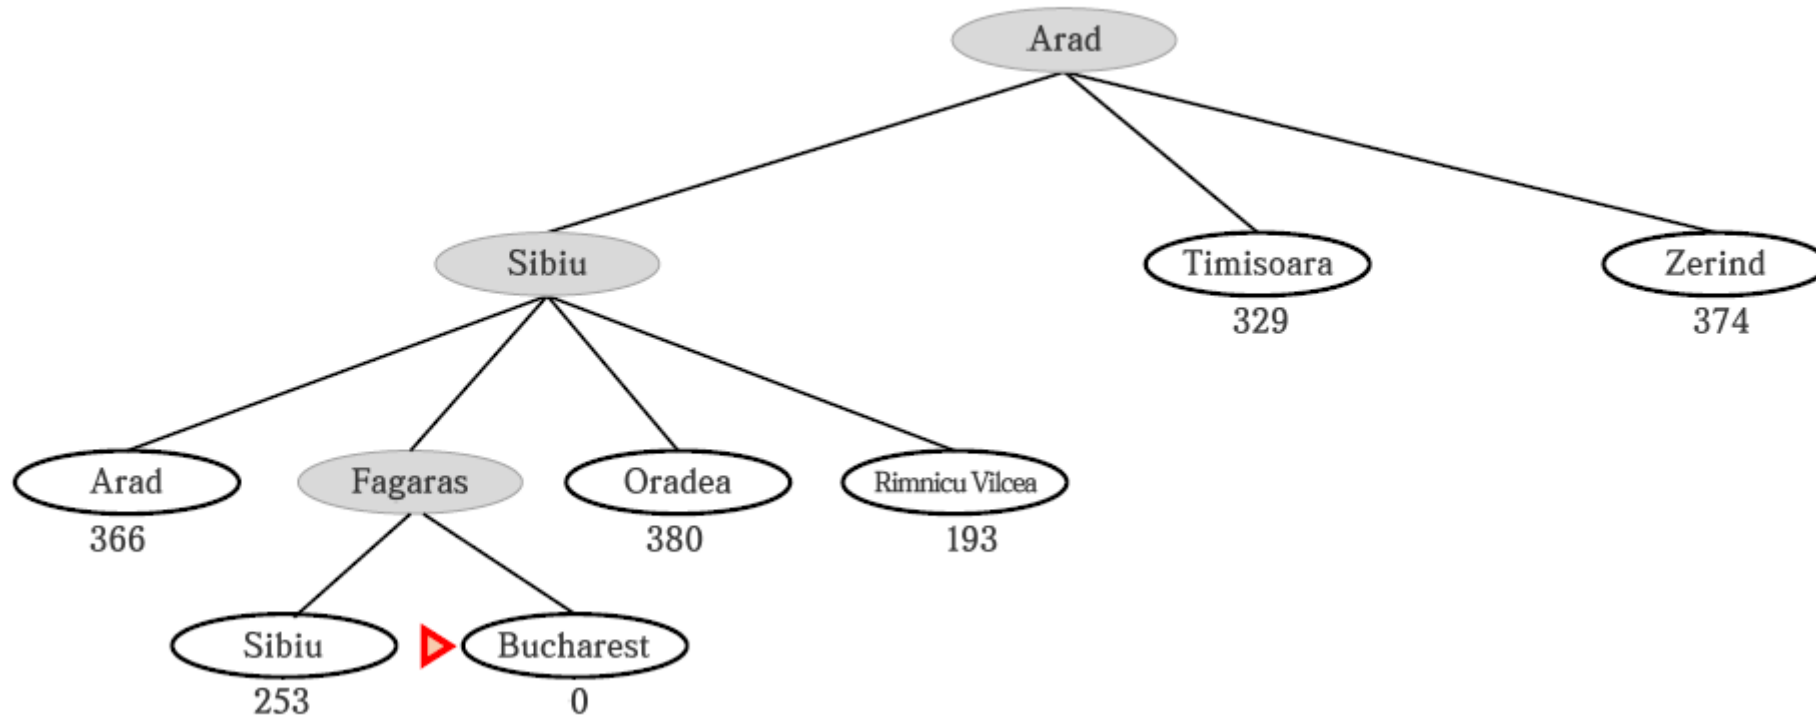 Arad
Sibiu
Timisoara
Zerind
329
374
Arad
Fagaras
Oradea
Rimnicu Vilcea
366
380
193
Sibiu
Bucharest
253
0